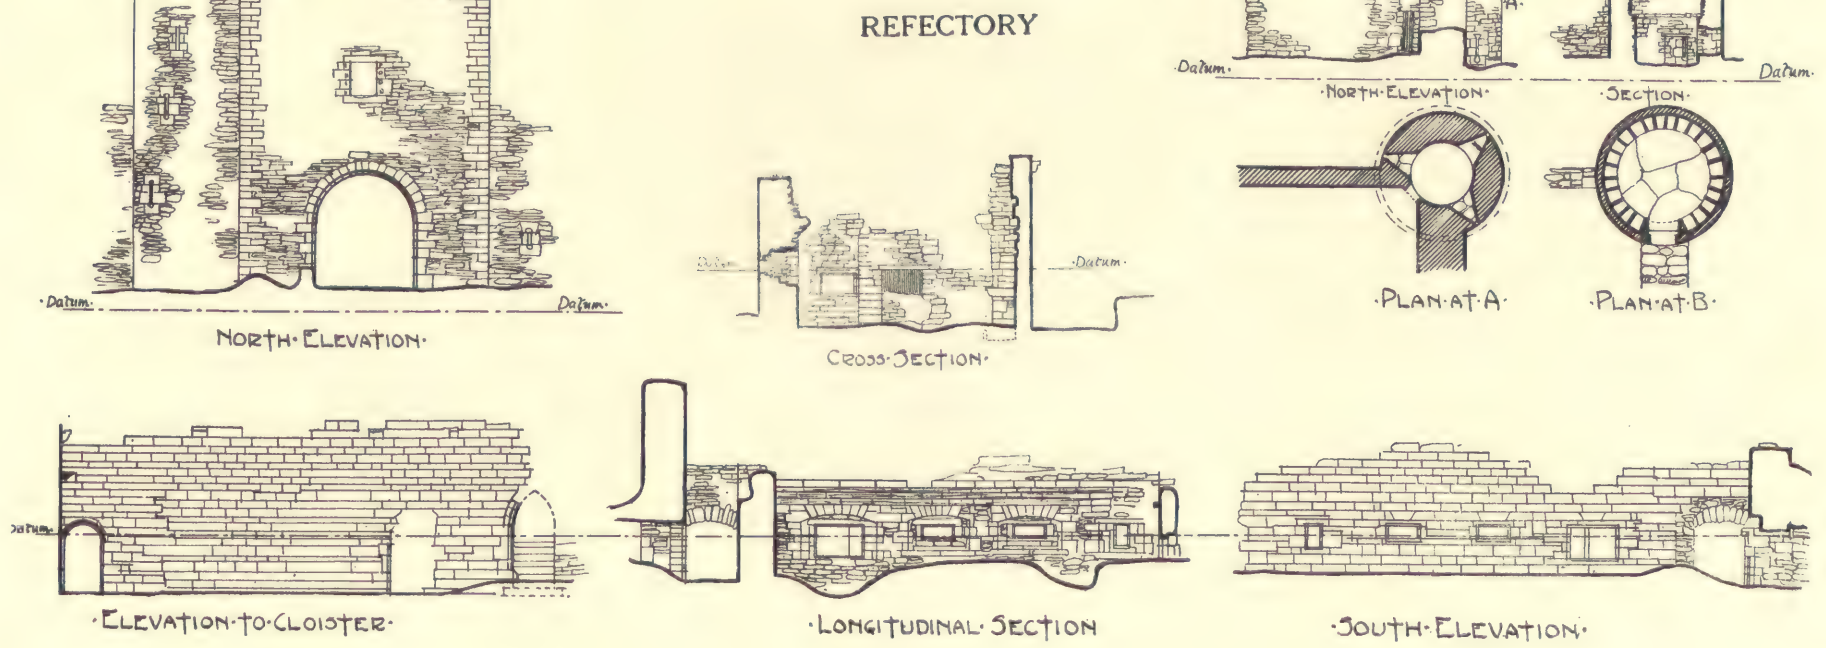 REFECTORY
·Datum·
Datum·
·NORTH·ELEVATION·
·SECTION·
·Datum·
Datum·
·Datum·
·PLAN·AT·A·
·PLAN·AT·B·
NORTH·ELEVATION·
CROSS·SECTION·
Datum·
·ELEVATION·TO·CLOISTER·
·LONGITUDINAL·SECTION
·SOUTH·ELEVATION·